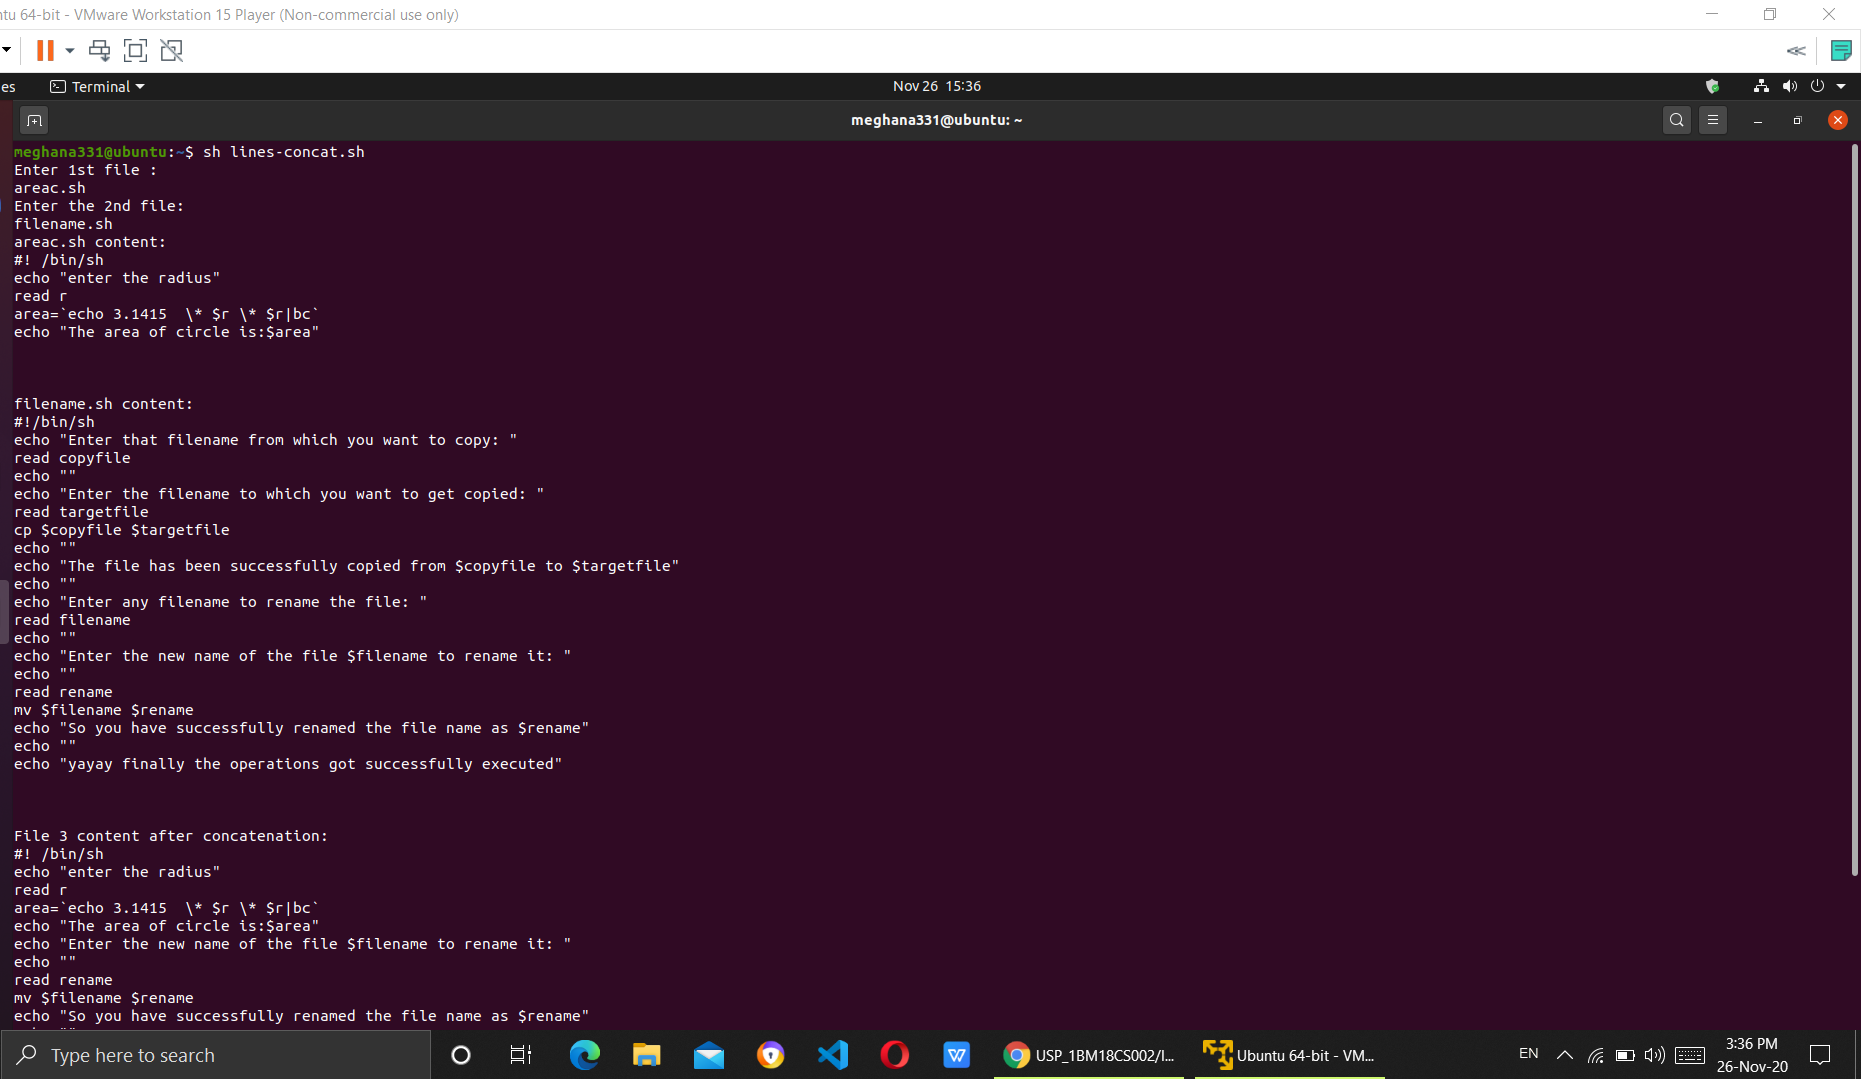 ntu 64-bit - VMware Workstation 15 Player (Non-commercial use only)
es
Terminal
Nov 26 15:36
meghana331@ubuntu: ~
meghana331@ubuntu:~$ sh lines-concat.sh
Enter 1st file :
areac.sh
Enter the 2nd file:
filename.sh
areac.sh content:
#! /bin/sh
echo "enter the radius"
read r
area=`echo 3.1415  \* $r \* $r|bc`
echo "The area of circle is:$area"
filename.sh content:
#!/bin/sh
echo "Enter that filename from which you want to copy: "
read copyfile
echo ""
echo "Enter the filename to which you want to get copied: "
read targetfile
cp $copyfile $targetfile
echo ""
echo "The file has been successfully copied from $copyfile to $targetfile"
echo ""
echo "Enter any filename to rename the file: "
read filename
echo ""
echo "Enter the new name of the file $filename to rename it: "
echo ""
read rename
mv $filename $rename
echo "So you have successfully renamed the file name as $rename"
echo ""
echo "yayay finally the operations got successfully executed"
File 3 content after concatenation:
#! /bin/sh
echo "enter the radius"
read r
area=`echo 3.1415  \* $r \* $r|bc`
echo "The area of circle is:$area"
echo "Enter the new name of the file $filename to rename it: "
echo ""
read rename
mv $filename $rename
echo "So you have successfully renamed the file name as $rename"
Type here to search
USP_1BM18CS002/l...
Ubuntu 64-bit - VM...
EN
3:36 PM
26-Nov-20